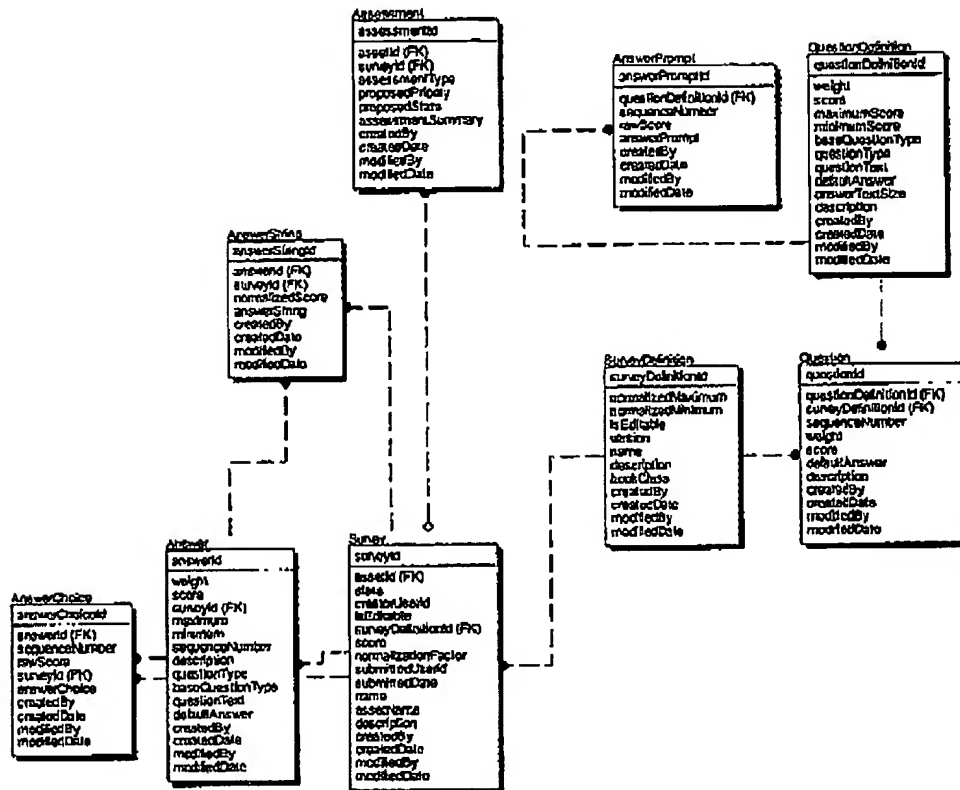 Assessment
assessmentId
assetId (FK)
surveyId (FK)
assessmentType
proposedPriority
proposedState
assessmentSummary
createdBy
createdDate
modifiedBy
modifiedDate
AnswerPrompt
answerPromptId
questionDefinitionId (FK)
sequenceNumber
rawScore
answerPrompt
createdBy
createdDate
modifiedBy
modifiedDate
QuestionDefinition
questionDefinitionId
weight
score
maximumScore
minimumScore
baseQuestionType
questionType
questionText
defaultAnswer
answerTextSize
description
createdBy
createdDate
modifiedBy
modifiedDate
AnswerString
answerStringId
answerId (FK)
surveyId (FK)
normalizedScore
answerString
createdBy
createdDate
modifiedBy
modifiedDate
SurveyDefinition
surveyDefinitionId
normalizedMaximum
normalizedMinimum
isEditable
version
name
description
bookClass
createdBy
createdDate
modifiedBy
modifiedDate
Question
questionId
questionDefinitionId (FK)
surveyDefinitionId (FK)
sequenceNumber
weight
score
defaultAnswer
description
createdBy
createdDate
modifiedBy
modifiedDate
AnswerChoice
answerChoiceId
answerId (FK)
sequenceNumber
rawScore
surveyId (FK)
answerChoice
createdBy
createdDate
modifiedBy
modifiedDate
Answer
answerId
weight
score
surveyId (FK)
maximum
minimum
sequenceNumber
description
questionType
baseQuestionType
questionText
defaultAnswer
createdBy
createdDate
modifiedBy
modifiedDate
Survey
surveyId
assetId (FK)
state
creatorUserId
isEditable
surveyDefinitionId (FK)
score
normalizationFactor
submittedUserId
submittedDate
name
assetName
description
createdBy
createdDate
modifiedBy
modifiedDate